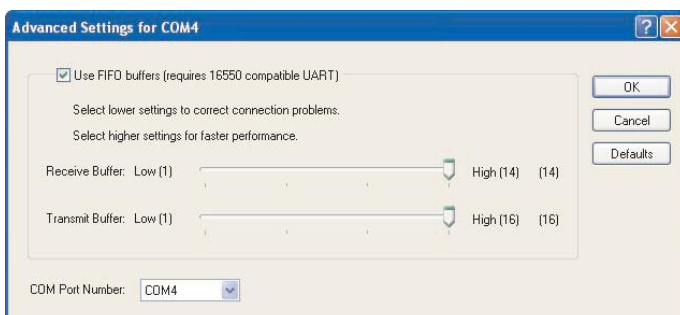 Advanced Settings for COM4
Use FIFO buffers (requires 16550 compatible UART)
OK
Select lower settings to correct connection problems.
Cancel
Select higher settings for faster performance.
Defaults
Receive Buffer: Low (1) High (14) (14)
Transmit Buffer: Low (1) High (16) (16)
COM Port Number: COM4